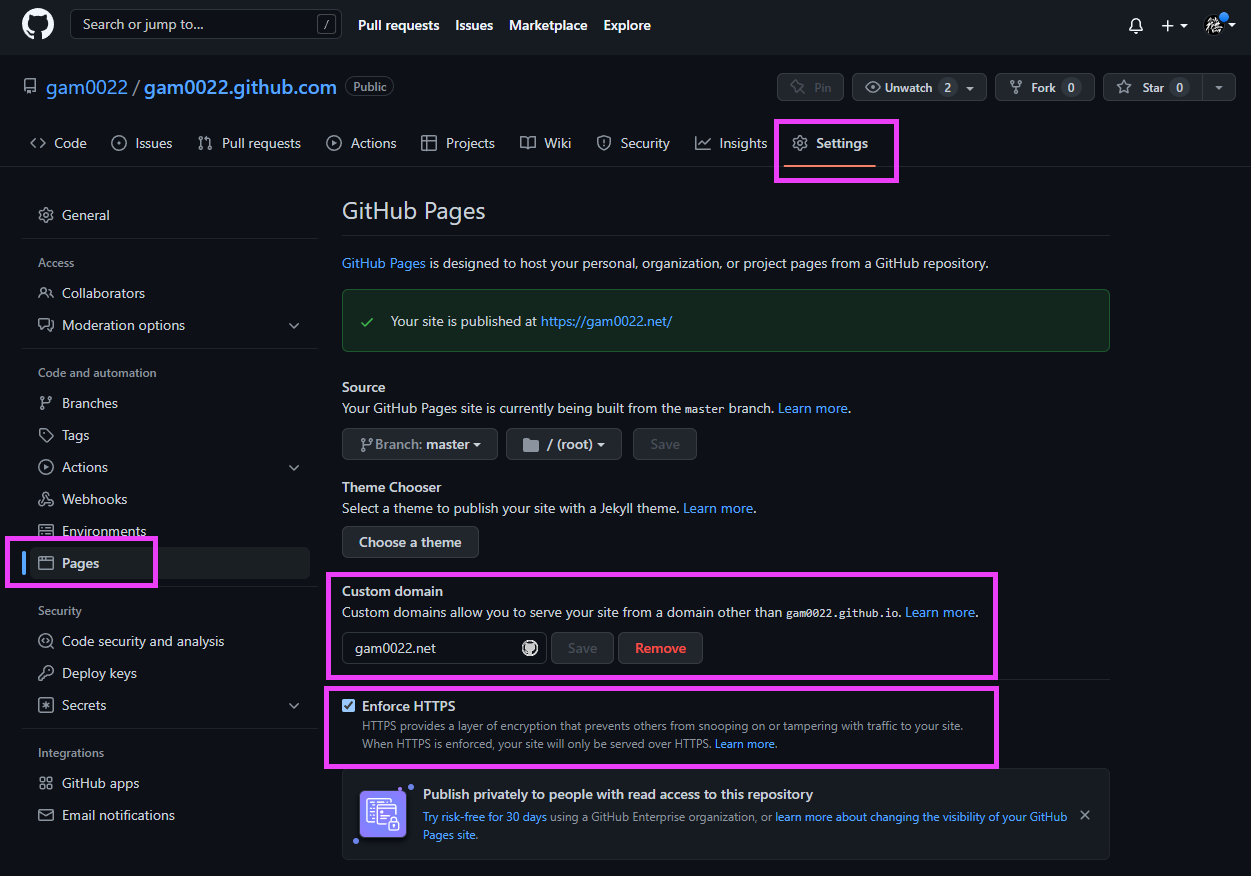 Search or jump to... /
Pull requests Issues Marketplace Explore
gam0022 / gam0022.github.com Public
Pin Unwatch 2 Fork 0 Star 0
Code Issues Pull requests Actions Projects Wiki Security Insights Settings
General
Access
Collaborators
Moderation options
Code and automation
Branches
Tags
Actions
Webhooks
Environments
Pages
Security
Code security and analysis
Deploy keys
Secrets
Integrations
GitHub apps
Email notifications
GitHub Pages
GitHub Pages is designed to host your personal, organization, or project pages from a GitHub repository.
Your site is published at https://gam0022.net/
Source
Your GitHub Pages site is currently being built from the master branch. Learn more.
Branch: master / (root) Save
Theme Chooser
Select a theme to publish your site with a Jekyll theme. Learn more.
Choose a theme
Custom domain
Custom domains allow you to serve your site from a domain other than gam0022.github.io. Learn more.
gam0022.net Save Remove
Enforce HTTPS
HTTPS provides a layer of encryption that prevents others from snooping on or tampering with traffic to your site.
When HTTPS is enforced, your site will only be served over HTTPS. Learn more.
Publish privately to people with read access to this repository
Try risk-free for 30 days using a GitHub Enterprise organization, or learn more about changing the visibility of your GitHub
Pages site.